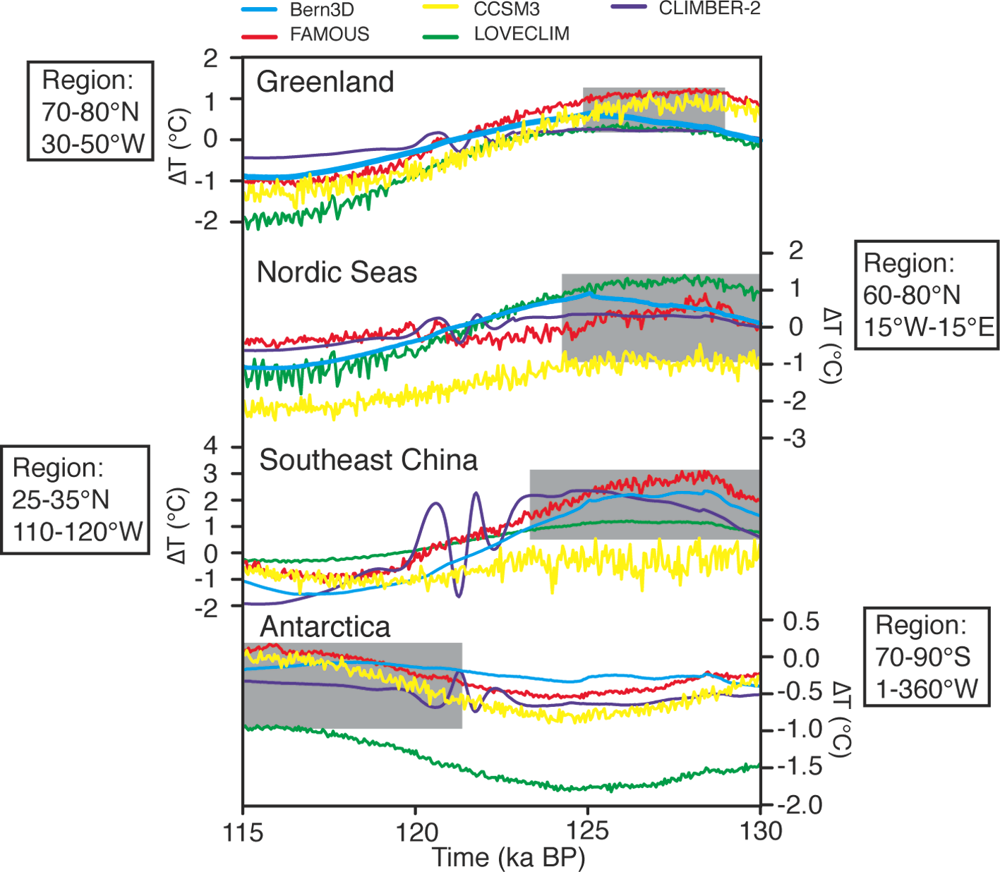 Bern3D
CCSM3
CLIMBER-2
FAMOUS
LOVECLIM
Region:
70-80°N
30-50°W
ΔT (°C)
2
1
0
-1
-2
Greenland
Nordic Seas
2
1
0
-1
-2
-3
ΔT (°C)
Region:
60-80°N
15°W-15°E
Region:
25-35°N
110-120°W
ΔT (°C)
4
3
2
1
0
-1
-2
Southeast China
Antarctica
0.5
0.0
-0.5
-1.0
-1.5
-2.0
ΔT (°C)
Region:
70-90°S
1-360°W
115
120
125
130
Time (ka BP)